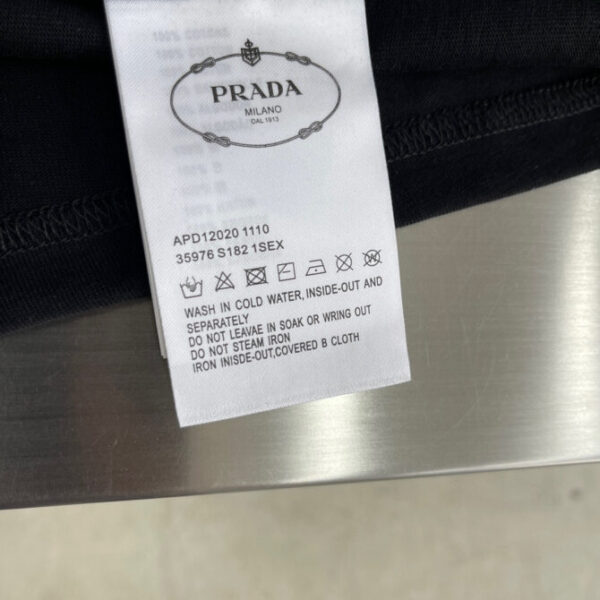 PRADA
MILANO
DAL 1913
APD12020 1110
35976 S182 1SEX
WASH IN COLD WATER, INSIDE-OUT AND
SEPARATELY
DO NOT LEAVAE IN SOAK OR WRING OUT
DO NOT STEAM IRON
IRON INISDE-OUT,COVERED B CLOTH